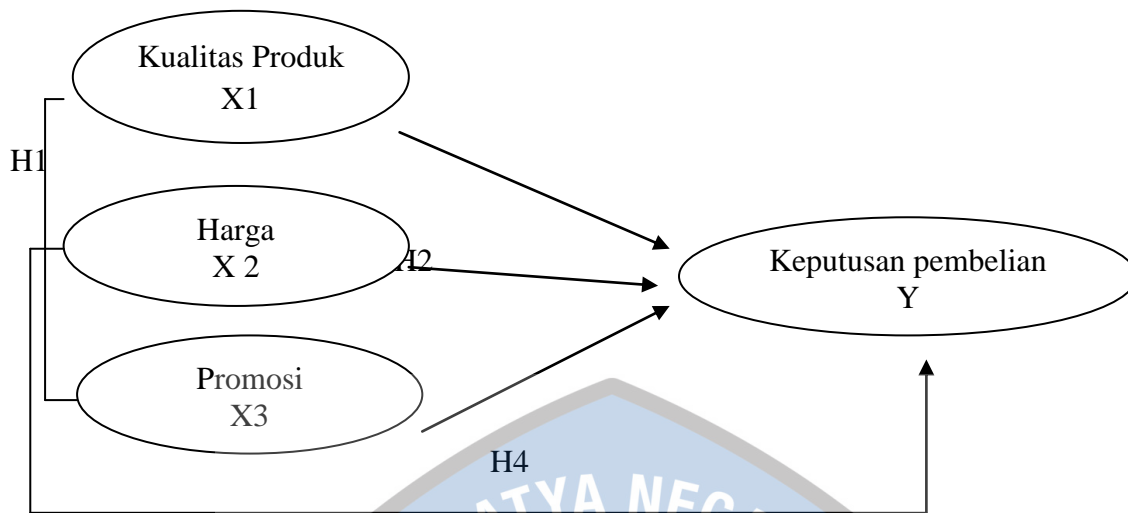 Kualitas Produk
X1
H1
Harga
X 2
H2
Keputusan pembelian
Y
Promosi
X3
H4